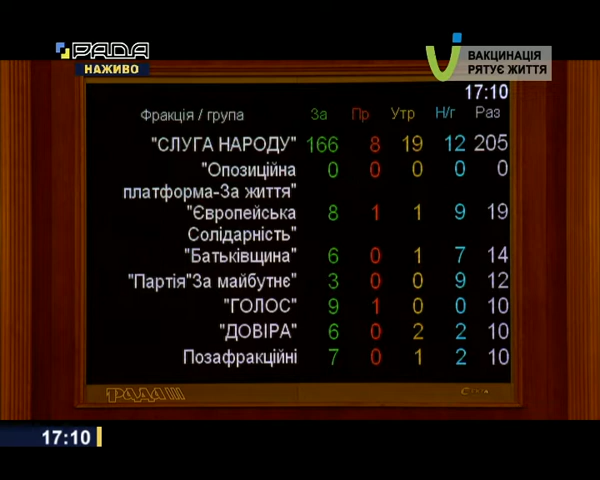 РАДА
НАЖИВО
ВАКЦИНАЦІЯ
РЯТУЄ ЖИТТЯ
17:10
Фракція / група За Пр Утр Н/г Раз
"СЛУГА НАРОДУ" 166 8 19 12 205
"Опозиційна 0 0 0 0 0
платформа-За життя"
"Європейська 8 1 1 9 19
Солідарність"
"Батьківщина" 6 0 1 7 14
"Партія"За майбутнє" 3 0 0 9 12
"ГОЛОС" 9 1 0 0 10
"ДОВІРА" 6 0 2 2 10
Позафракційні 7 0 1 2 10
РАДА III
17:10